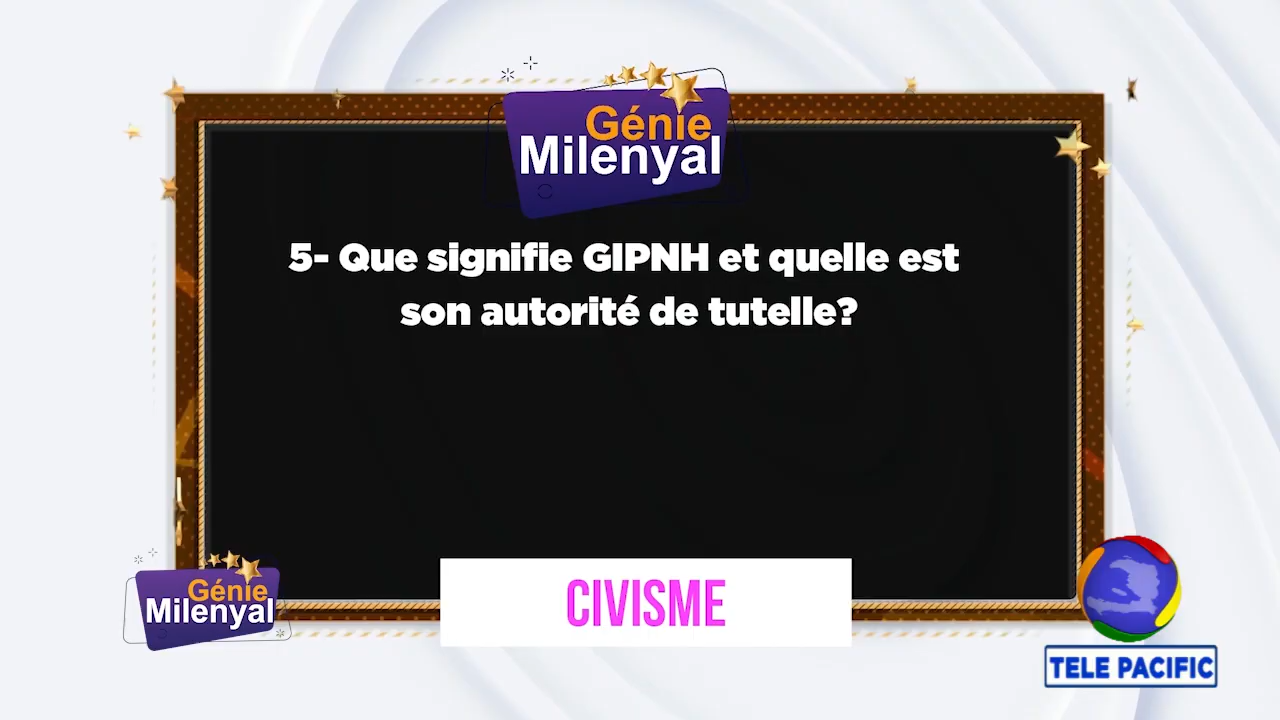 Génie
Milenyal
5- Que signifie GIPNH et quelle est
son autorité de tutelle?
Génie
Milenyal
CIVISME
TELE PACIFIC